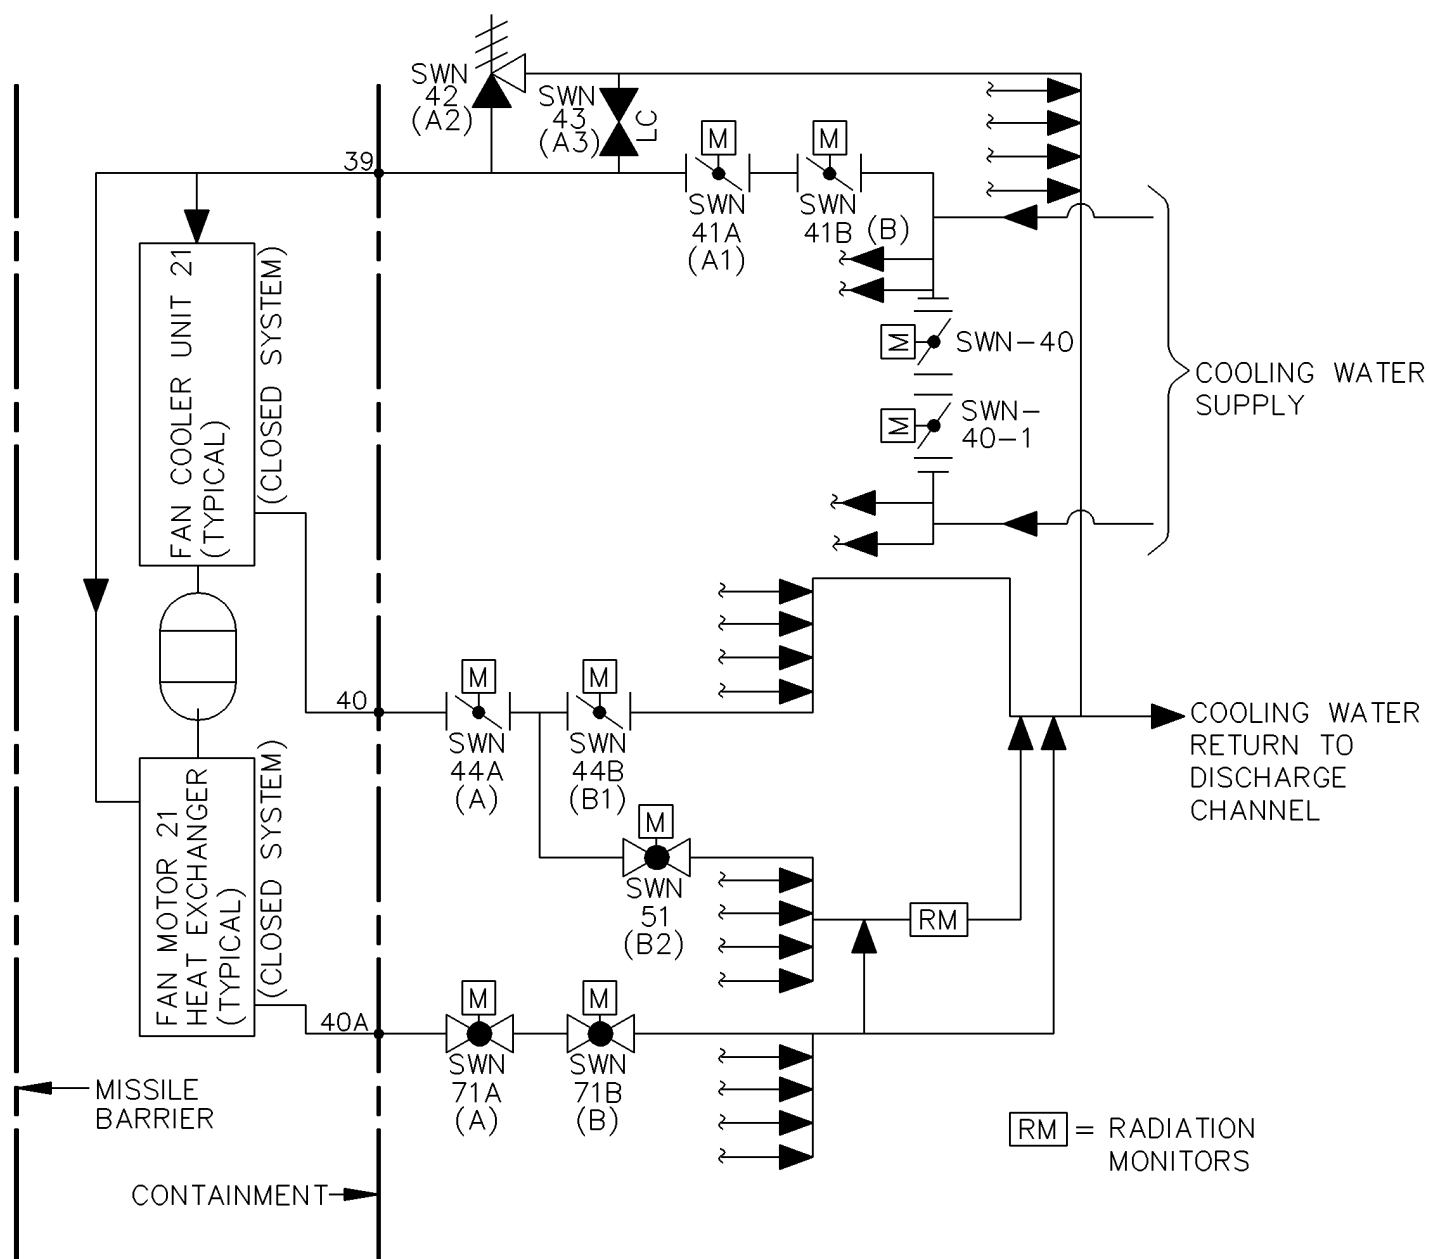 SWN
42
(A2)
SWN
43
(A3)
LC
39
M
SWN
41A
(A1)
M
SWN
41B
(B)
M
SWN-40
M
SWN-
40-1
COOLING WATER
SUPPLY
FAN COOLER UNIT 21
(TYPICAL)
(CLOSED SYSTEM)
40
M
SWN
44A
(A)
M
SWN
44B
(B1)
M
SWN
51
(B2)
COOLING WATER
RETURN TO
DISCHARGE
CHANNEL
RM
FAN MOTOR 21
HEAT EXCHANGER
(TYPICAL)
(CLOSED SYSTEM)
40A
M
SWN
71A
(A)
M
SWN
71B
(B)
MISSILE
BARRIER
CONTAINMENT
RM = RADIATION
MONITORS